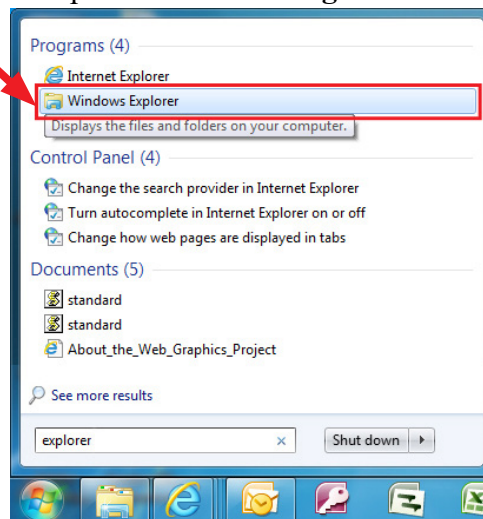 Programs (4)
Internet Explorer
Windows Explorer
Displays the files and folders on your computer.
Control Panel (4)
Change the search provider in Internet Explorer
Turn autocomplete in Internet Explorer on or off
Change how web pages are displayed in tabs
Documents (5)
standard
standard
About_the_Web_Graphics_Project
See more results
explorer
Shut down